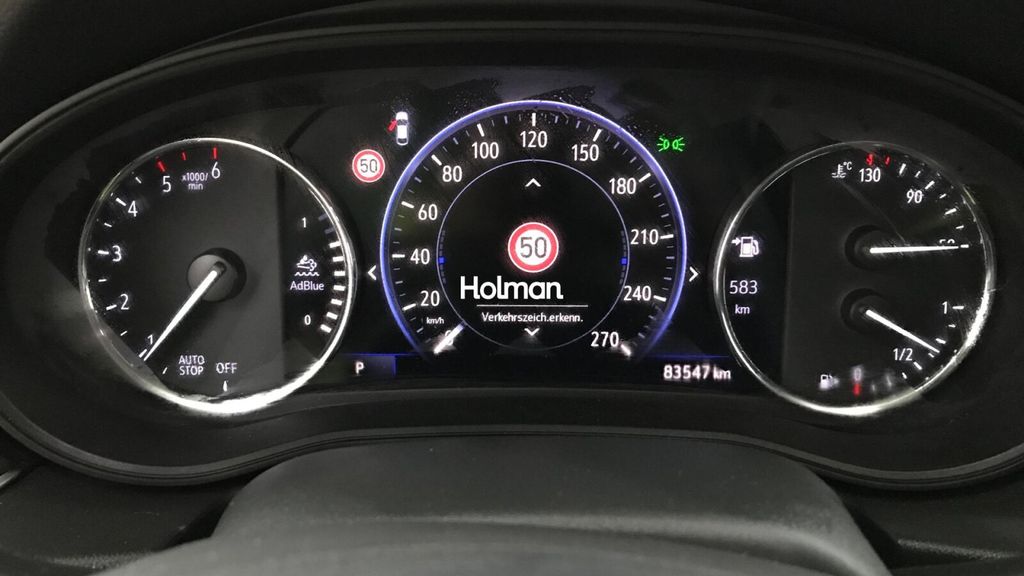 6
x1000/
min
5
4
3
2
1
AUTO
STOP
OFF
1
AdBlue
0
50
120
100
150
80
180
60
210
40
50
240
20
km/h
270
Holman
Verkehrszeich.erkenn.
P
83547 km
583
km
°C
130
90
1
1/2
0